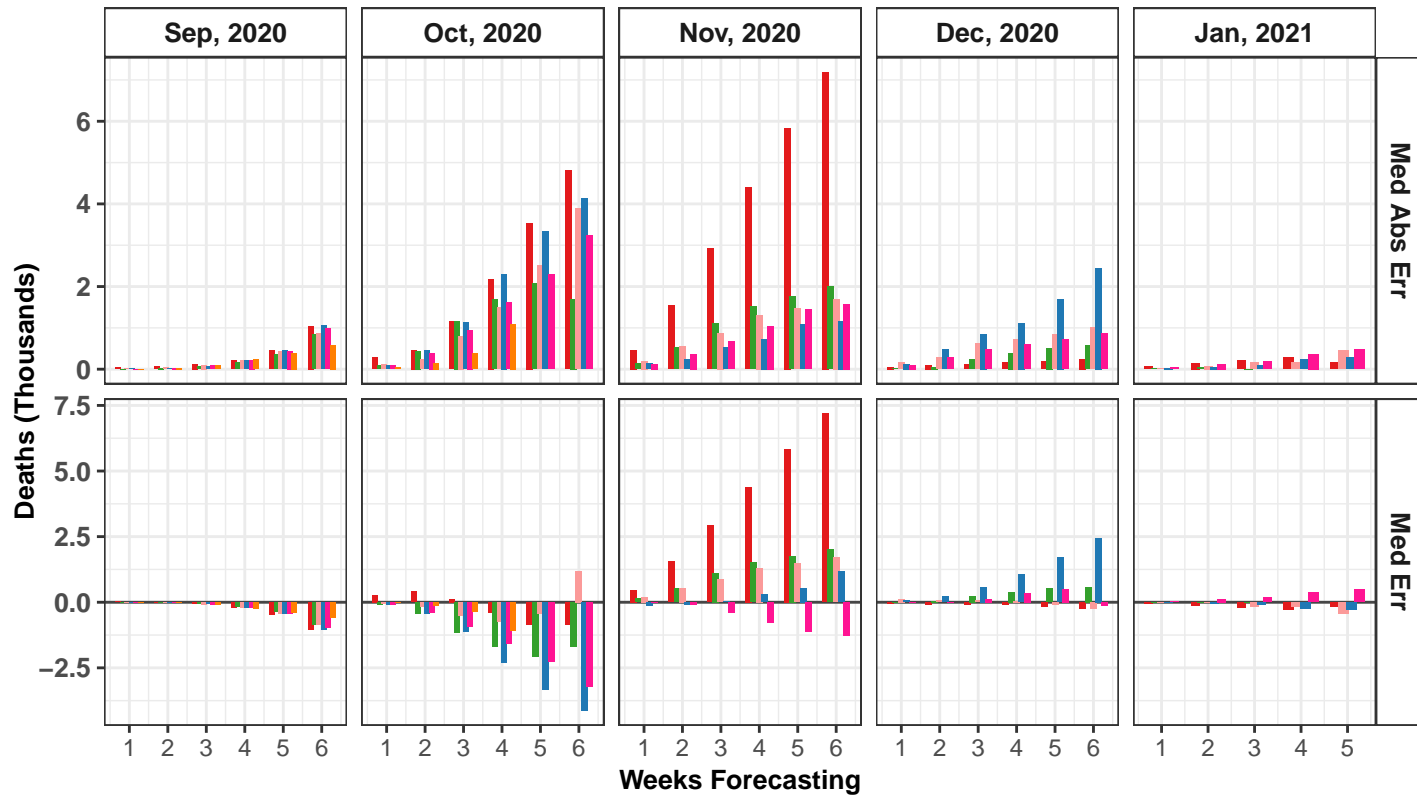 Sep, 2020 Oct, 2020 Nov, 2020 Dec, 2020 Jan, 2021
6
4
2
0
Med Abs Err
7.5
5.0
2.5
0.0
−2.5
Med Err
Deaths (Thousands)
1 2 3 4 5 6 1 2 3 4 5 6 1 2 3 4 5 6 1 2 3 4 5 6 1 2 3 4 5
Weeks Forecasting